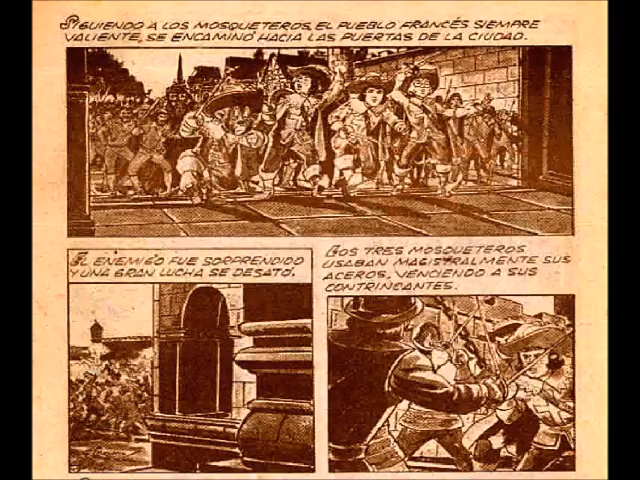 SIGUIENDO A LOS MOSQUETEROS, EL PUEBLO FRANCÉS SIEMPRE
VALIENTE, SE ENCAMINÓ HACIA LAS PUERTAS DE LA CIUDAD.
EL ENEMIGO FUE SORPRENDIDO
Y UNA GRAN LUCHA SE DESATÓ.
LOS TRES MOSQUETEROS
USABAN MAGISTRALMENTE SUS
ACEROS, VENCIENDO A SUS
CONTRINCANTES.